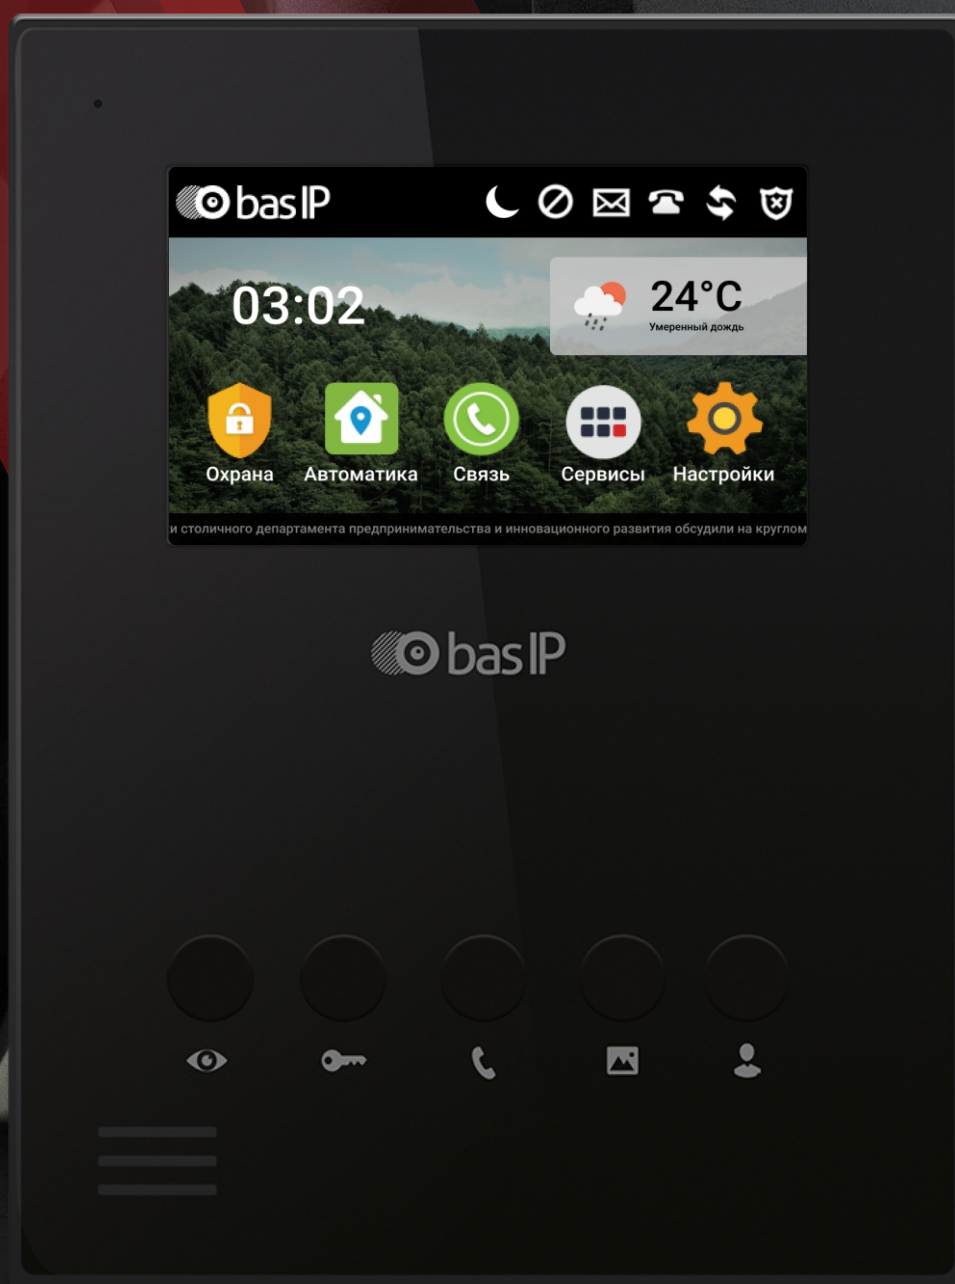 bas IP
03:02
24°C
Умеренный дождь
Охрана Автоматика Связь Сервисы Настройки
и столичного департамента предпринимательства и инновационного развития обсудили на круглом
bas IP